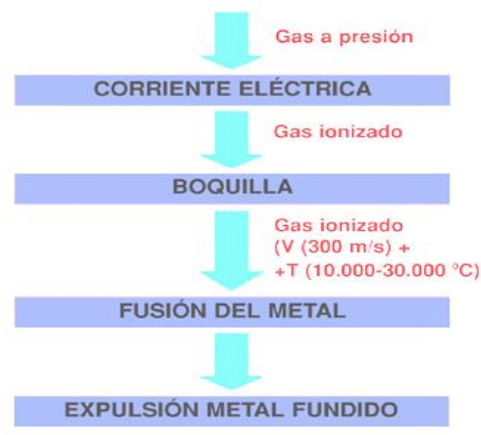 Gas a presión
CORRIENTE ELÉCTRICA
Gas ionizado
BOQUILLA
Gas ionizado
(V (300 m/s) +
+T (10.000-30.000 ºC)
FUSIÓN DEL METAL
EXPULSIÓN METAL FUNDIDO